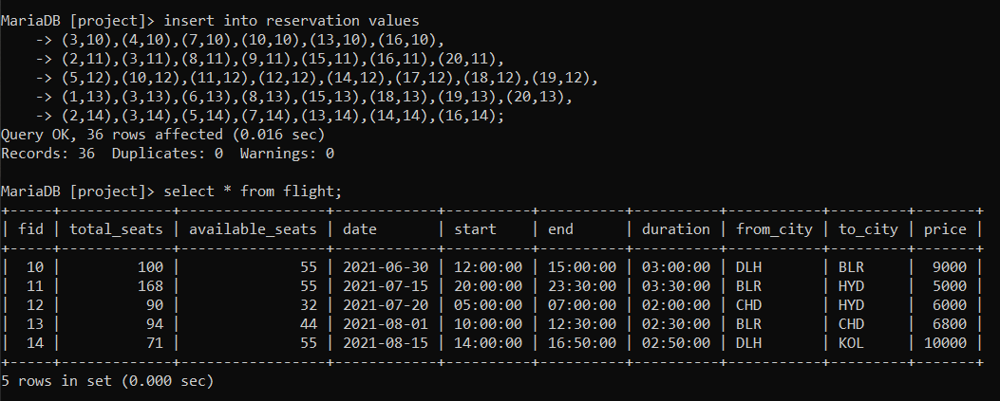 MariaDB [project]> insert into reservation values
    -> (3,10),(4,10),(7,10),(10,10),(13,10),(16,10),
    -> (2,11),(3,11),(8,11),(9,11),(15,11),(16,11),(20,11),
    -> (5,12),(10,12),(11,12),(12,12),(14,12),(17,12),(18,12),(19,12),
    -> (1,13),(3,13),(6,13),(8,13),(15,13),(18,13),(19,13),(20,13),
    -> (2,14),(3,14),(5,14),(7,14),(13,14),(14,14),(16,14);
Query OK, 36 rows affected (0.016 sec)
Records: 36  Duplicates: 0  Warnings: 0

MariaDB [project]> select * from flight;
+-----+-------------+-----------------+------------+----------+----------+----------+-----------+---------+-------+
| fid | total_seats | available_seats | date       | start    | end      | duration | from_city | to_city | price |
+-----+-------------+-----------------+------------+----------+----------+----------+-----------+---------+-------+
|  10 |         100 |              55 | 2021-06-30 | 12:00:00 | 15:00:00 | 03:00:00 | DLH       | BLR     |  9000 |
|  11 |         168 |              55 | 2021-07-15 | 20:00:00 | 23:30:00 | 03:30:00 | BLR       | HYD     |  5000 |
|  12 |          90 |              32 | 2021-07-20 | 05:00:00 | 07:00:00 | 02:00:00 | CHD       | HYD     |  6000 |
|  13 |          94 |              44 | 2021-08-01 | 10:00:00 | 12:30:00 | 02:30:00 | BLR       | CHD     |  6800 |
|  14 |          71 |              55 | 2021-08-15 | 14:00:00 | 16:50:00 | 02:50:00 | DLH       | KOL     | 10000 |
+-----+-------------+-----------------+------------+----------+----------+----------+-----------+---------+-------+
5 rows in set (0.000 sec)